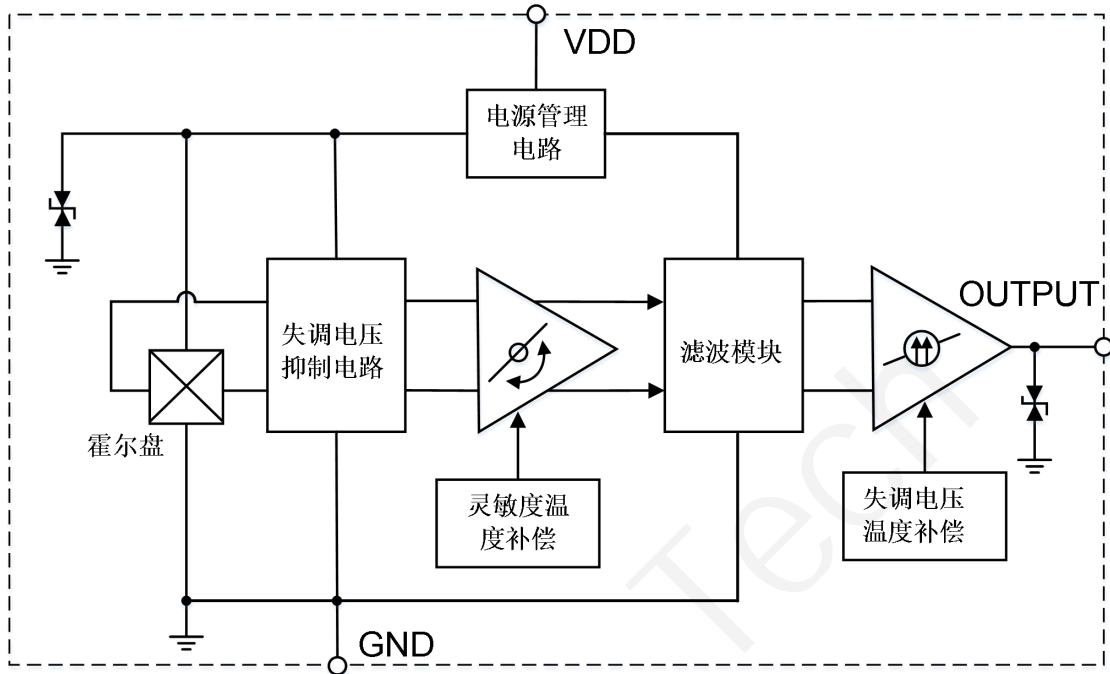 VDD
电源管理
电路
OUTPUT
失调电压
抑制电路
滤波模块
霍尔盘
灵敏度温
度补偿
失调电压
温度补偿
GND
Tech